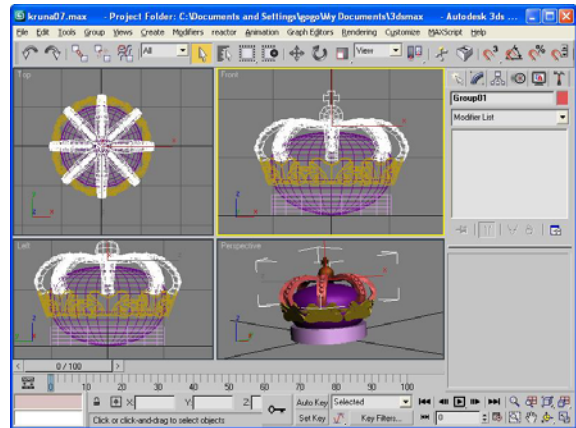 kruna07.max - Project Folder: C:\Documents and Settings\gogo\My Documents\3dsmax - Autodesk 3ds ...
File Edit Tools Group Views Create Modifiers reactor Animation Graph Editors Rendering Customize MAXScript Help
All
View
Top
Front
Group01
Modifier List
Left
Perspective
0 / 100
0 10 20 30 40 50 60 70 80 90 100
X: Y: Z: Auto Key Selected
Click or click-and-drag to select objects Set Key Key Filters... 0